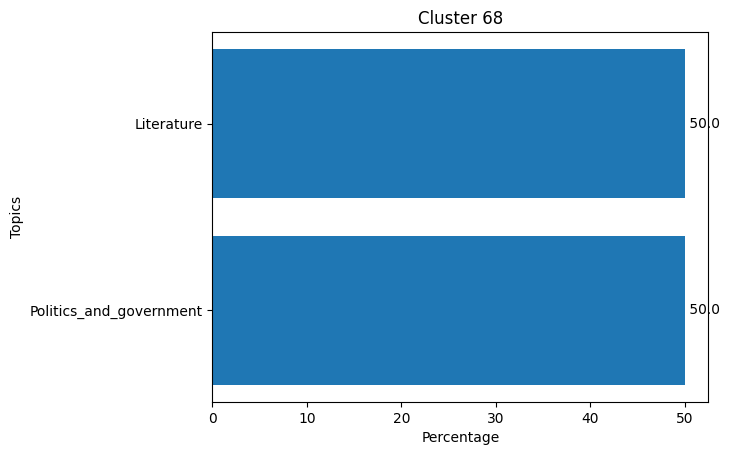 Cluster 68
Literature
50.0
Topics
Politics_and_government
50.0
0 10 20 30 40 50
Percentage